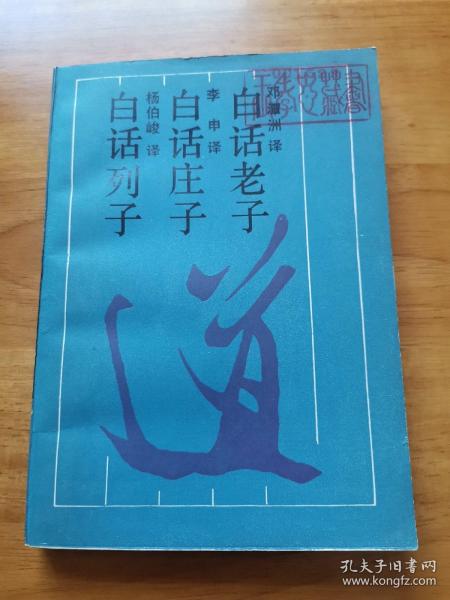 邓潭洲 译
白话老子
李申 译
白话庄子
杨伯峻 译
白话列子
道
孔夫子旧书网
www.kongfz.com